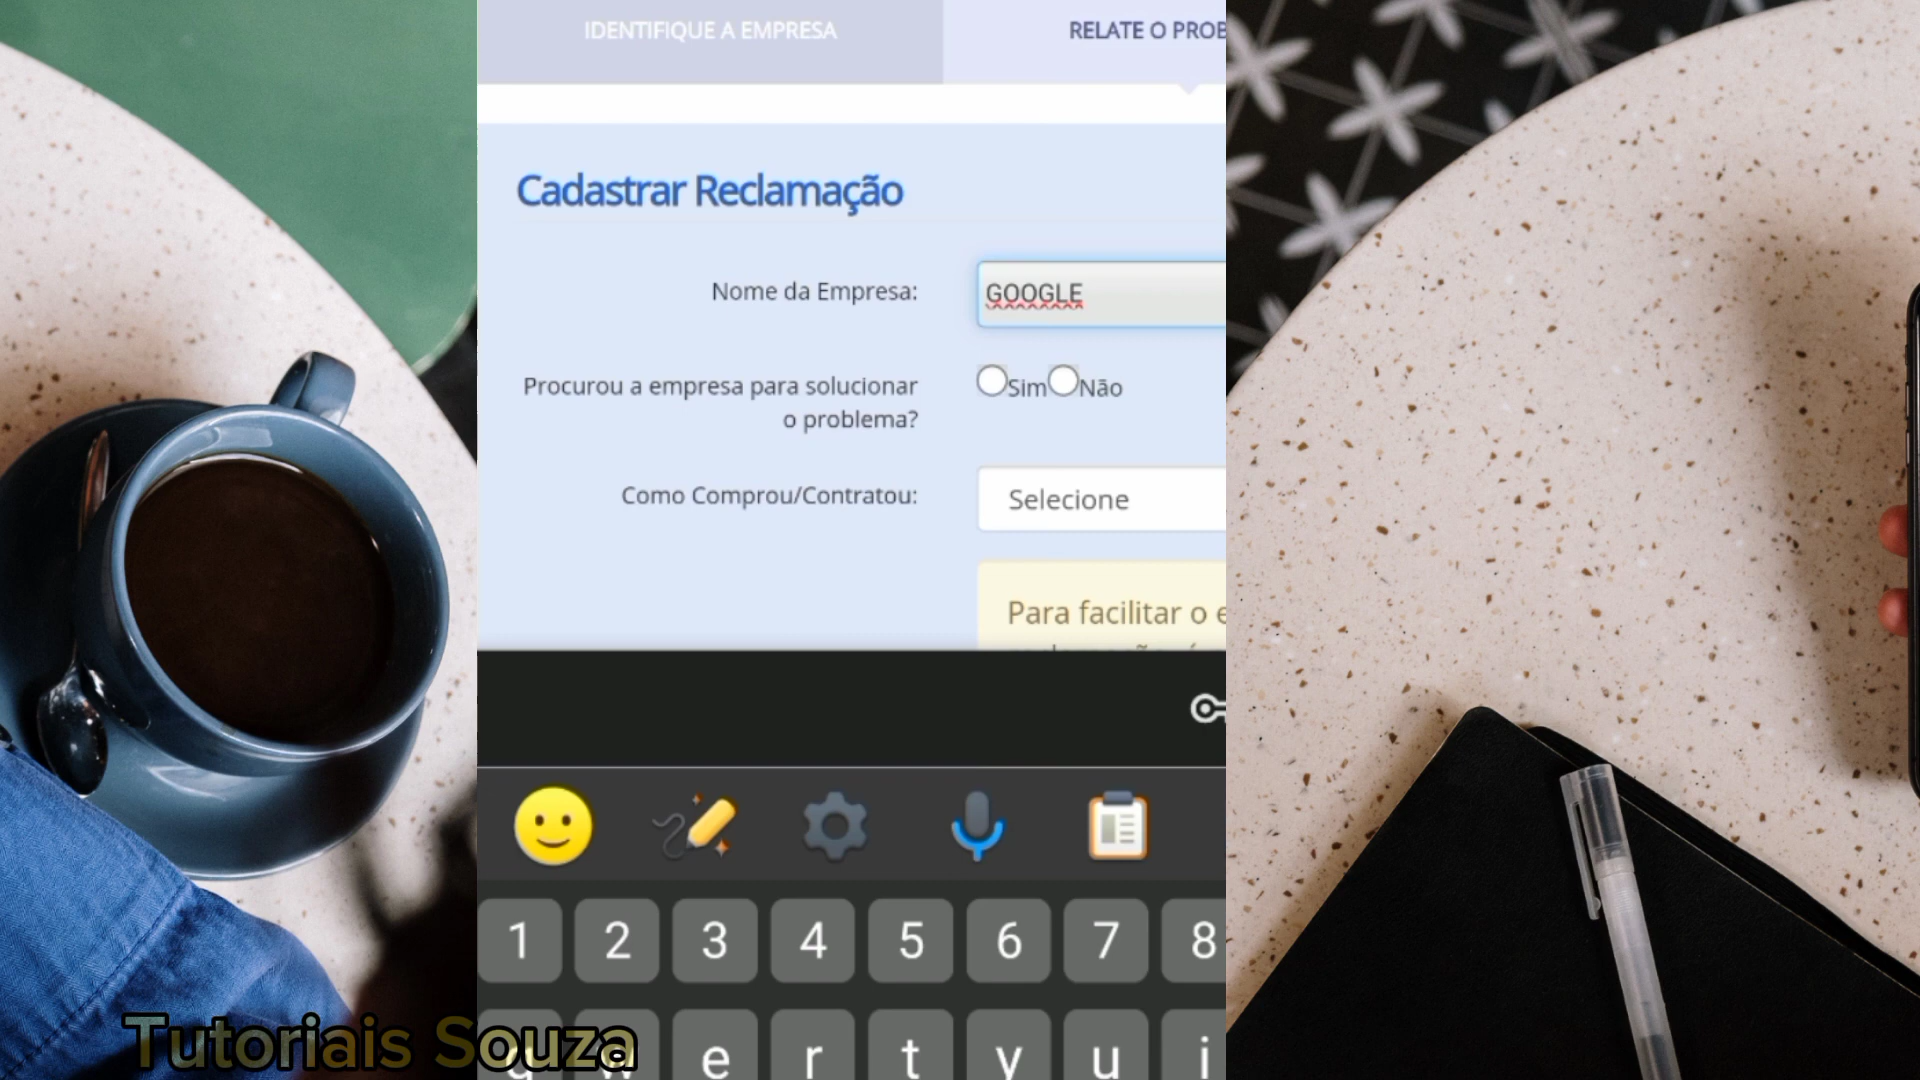 IDENTIFIQUE A EMPRESA
RELATE O PROB
Cadastrar Reclamação
Nome da Empresa:
GOOGLE
Procurou a empresa para solucionar
o problema?
Sim
Não
Como Comprou/Contratou:
Selecione
Para facilitar o e
1 2 3 4 5 6 7 8
q w e r t y u i
Tutoriais Souza